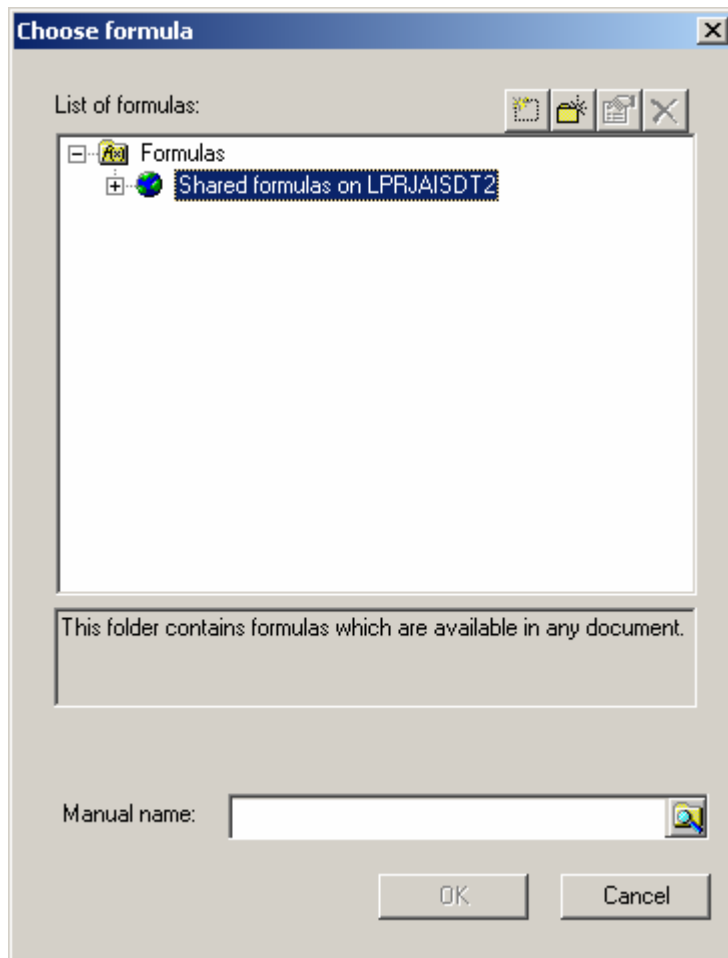 Choose formula
List of formulas:
Formulas
Shared formulas on LPRJAISDT2
This folder contains formulas which are available in any document.
Manual name:
OK
Cancel